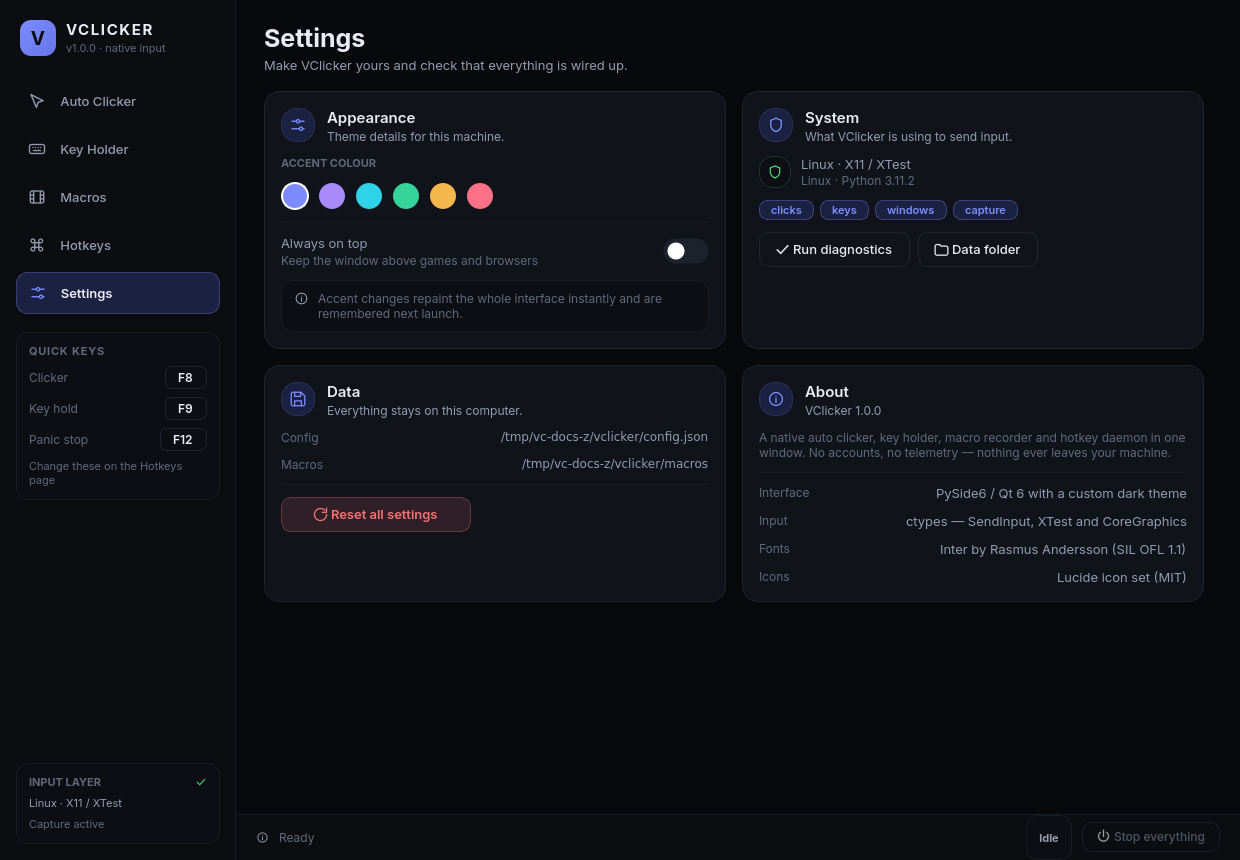 V
VCLICKER
v1.0.0 · native input
Auto Clicker
Key Holder
Macros
Hotkeys
Settings
QUICK KEYS
Clicker F8
Key hold F9
Panic stop F12
Change these on the Hotkeys
page
INPUT LAYER
Linux · X11 / XTest
Capture active
Settings
Make VClicker yours and check that everything is wired up.
Appearance
Theme details for this machine.
ACCENT COLOUR
Always on top
Keep the window above games and browsers
Accent changes repaint the whole interface instantly and are
remembered next launch.
System
What VClicker is using to send input.
Linux · X11 / XTest
Linux · Python 3.11.2
clicks keys windows capture
Run diagnostics Data folder
Data
Everything stays on this computer.
Config /tmp/vc-docs-z/vclicker/config.json
Macros /tmp/vc-docs-z/vclicker/macros
Reset all settings
About
VClicker 1.0.0
A native auto clicker, key holder, macro recorder and hotkey daemon in one
window. No accounts, no telemetry — nothing ever leaves your machine.
Interface PySide6 / Qt 6 with a custom dark theme
Input ctypes — SendInput, XTest and CoreGraphics
Fonts Inter by Rasmus Andersson (SIL OFL 1.1)
Icons Lucide icon set (MIT)
Ready
Idle
Stop everything